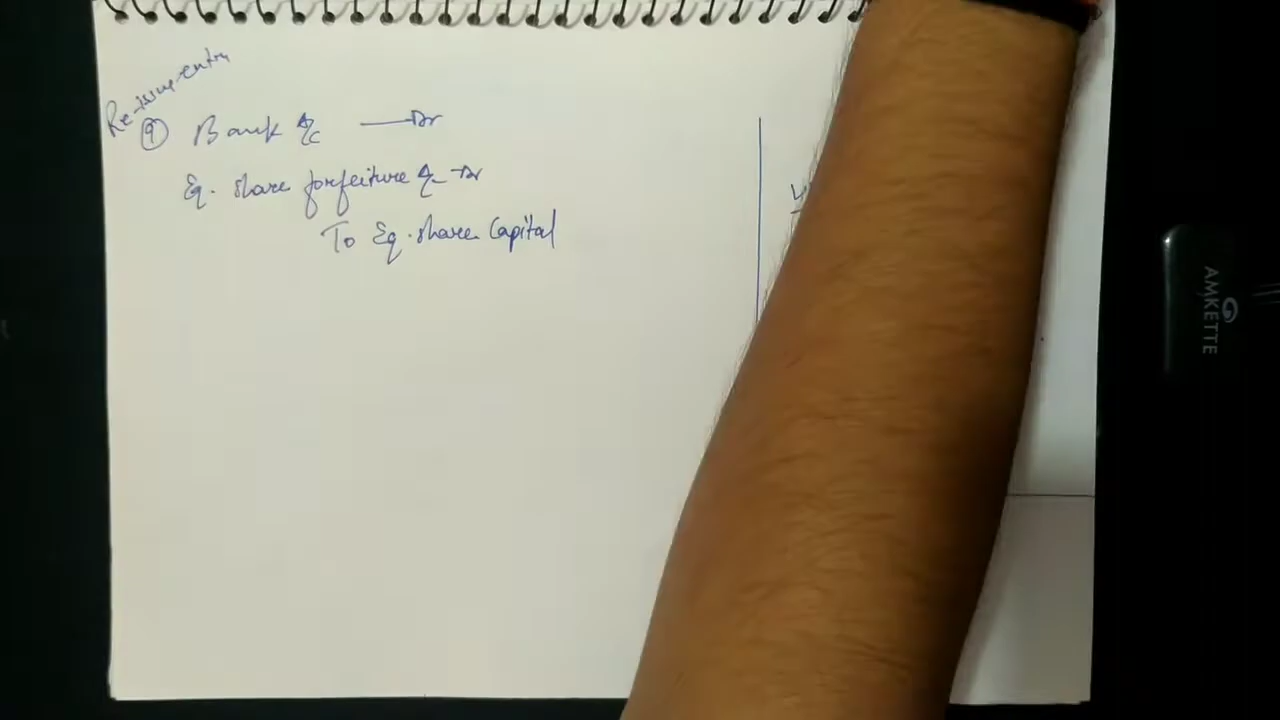 Re-issue entry
9 Bank A/c —— Dr
Eq. share forfeiture A/c Dr
To Eq. share Capital
AMKETTE